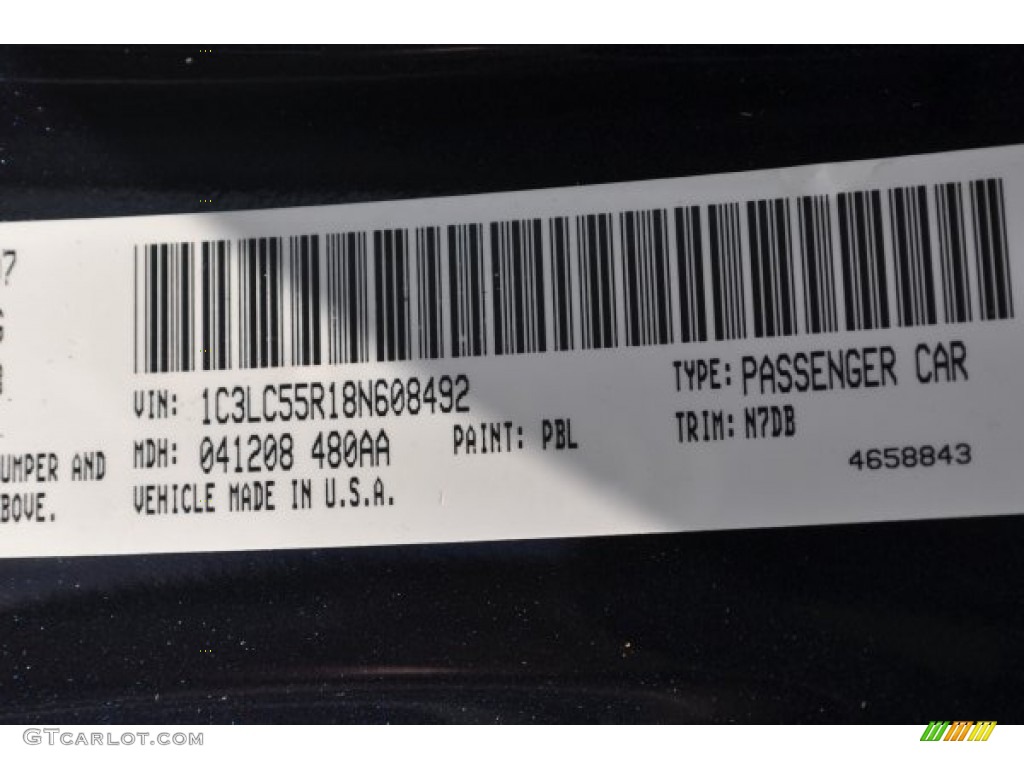 VIN: 1C3LC55R18N608492
TYPE: PASSENGER CAR
MDH: 041208 480AA
PAINT: PBL
TRIM: N7DB
4658843
UMPER AND
BOVE.
VEHICLE MADE IN U.S.A.
GTcarlot.com